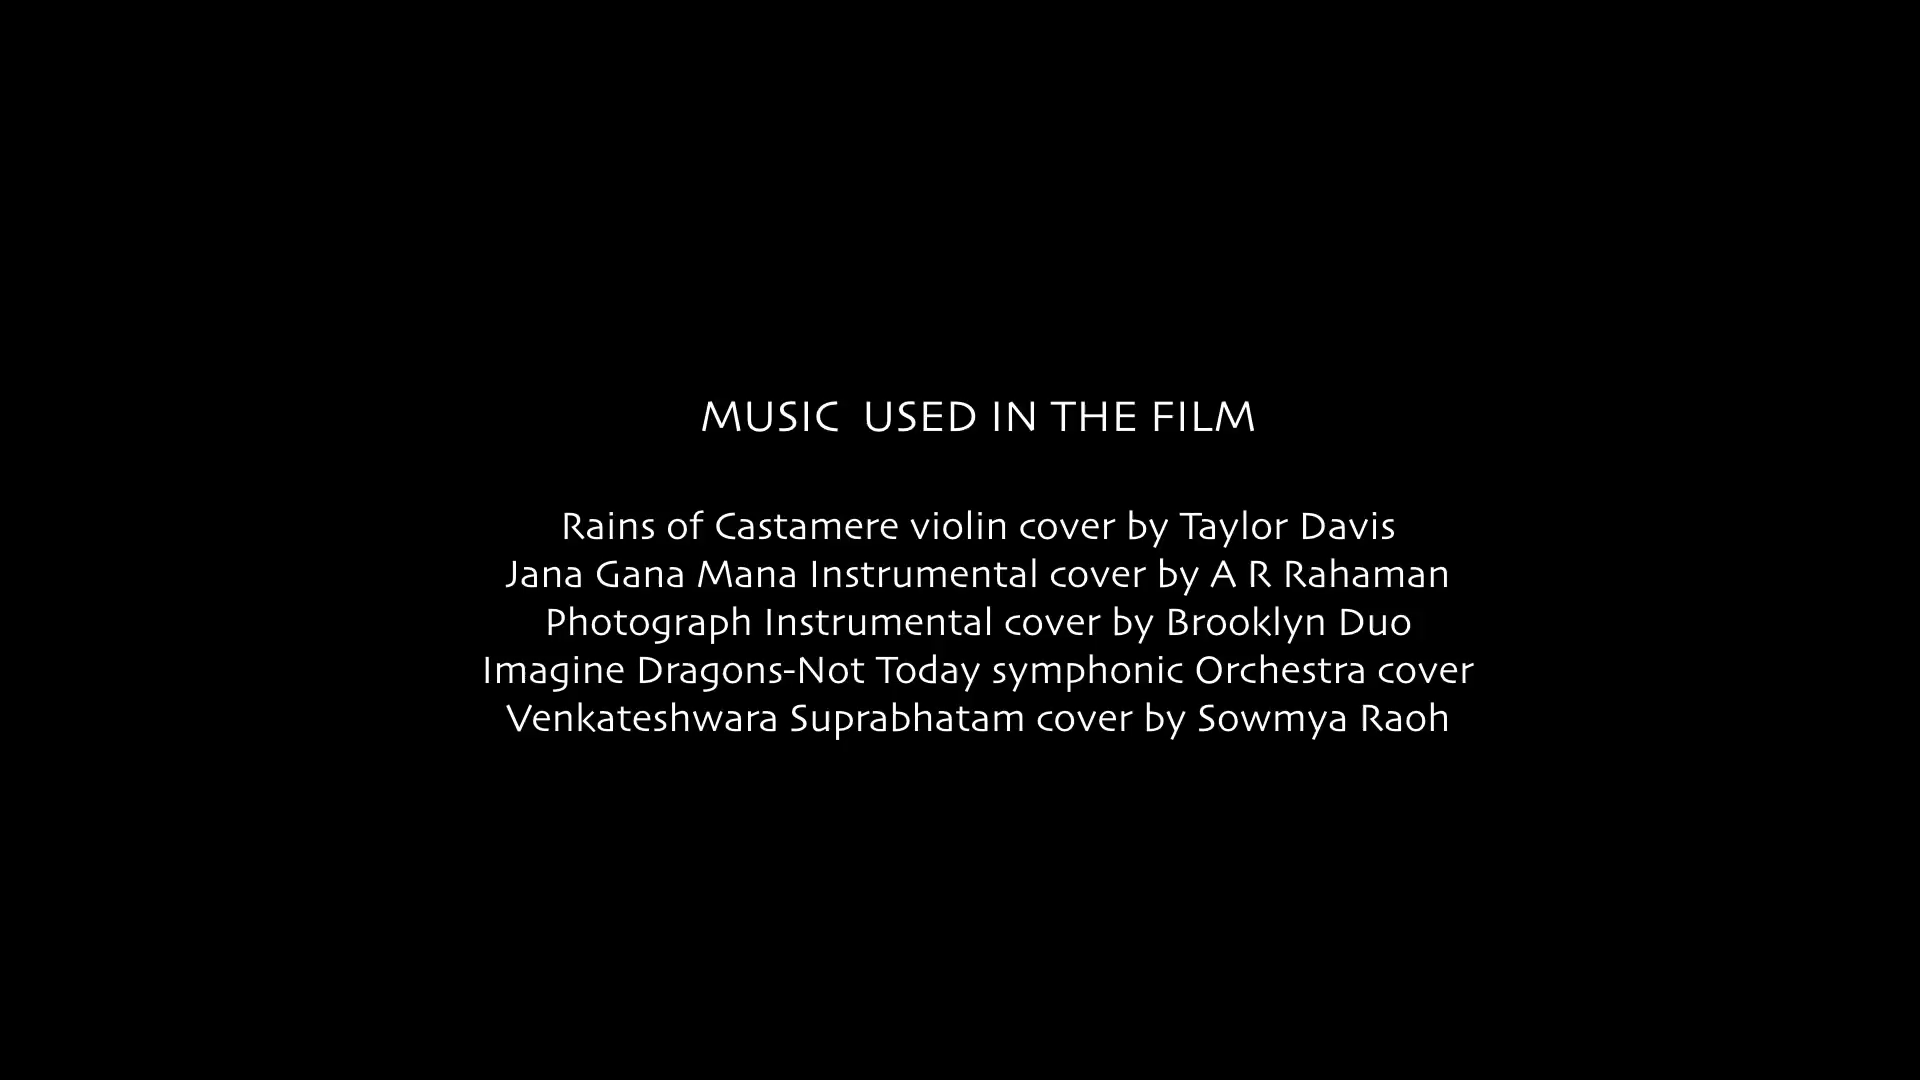 MUSIC  USED IN THE FILM
Rains of Castamere violin cover by Taylor Davis
Jana Gana Mana Instrumental cover by A R Rahaman
Photograph Instrumental cover by Brooklyn Duo
Imagine Dragons-Not Today symphonic Orchestra cover
Venkateshwara Suprabhatam cover by Sowmya Raoh